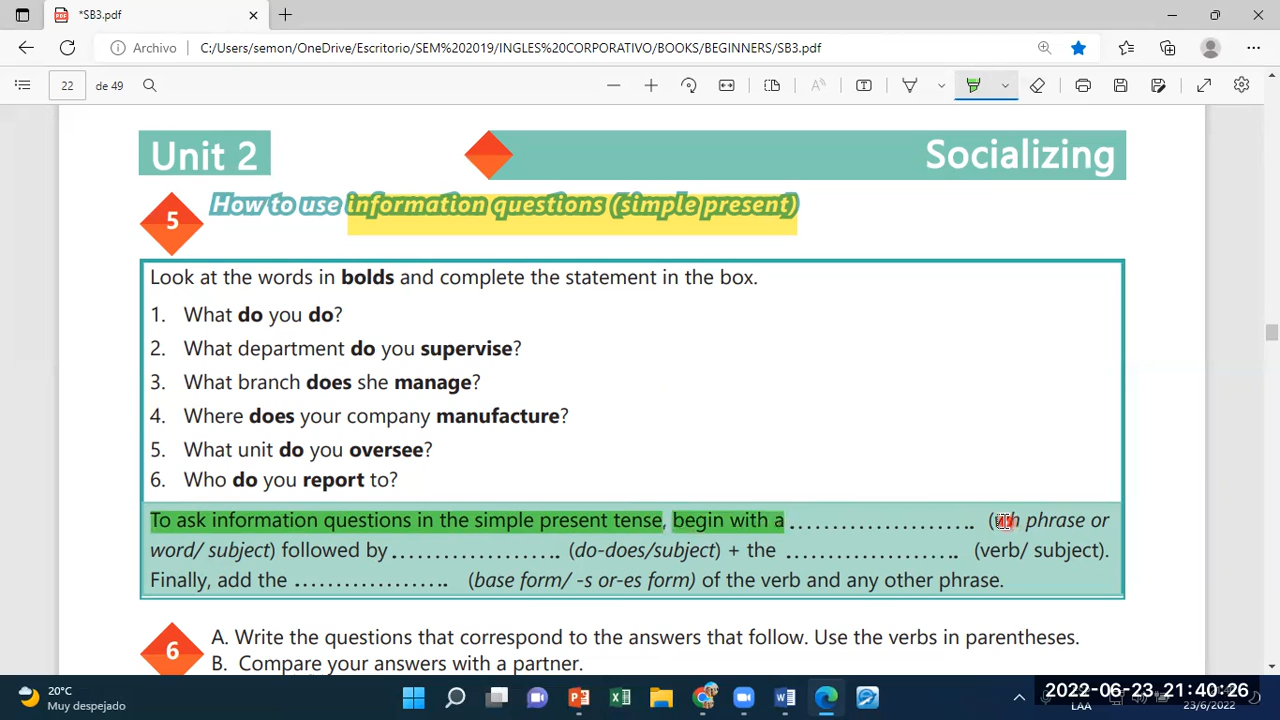 *SB3.pdf
Archivo
C:/Users/semon/OneDrive/Escritorio/SEM%202019/INGLES%20CORPORATIVO/BOOKS/BEGINNERS/SB3.pdf
22
de 49
Unit 2
Socializing
5
How to use information questions (simple present)
Look at the words in bolds and complete the statement in the box.
1. What do you do?
2. What department do you supervise?
3. What branch does she manage?
4. Where does your company manufacture?
5. What unit do you oversee?
6. Who do you report to?
To ask information questions in the simple present tense, begin with a ...................... (wh phrase or
word/ subject) followed by .................... (do-does/subject) + the .................... (verb/ subject).
Finally, add the .................. (base form/ -s or-es form) of the verb and any other phrase.
6
A. Write the questions that correspond to the answers that follow. Use the verbs in parentheses.
B. Compare your answers with a partner.
20°C
Muy despejado
2022-06-23 21:40:26
LAA
23/6/2022